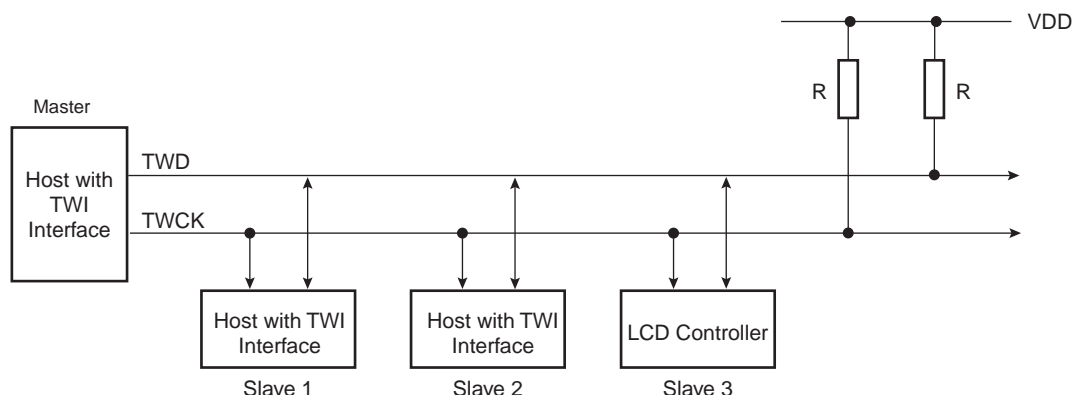 VDD
R
R
Master
Host with
TWI
Interface
TWD
TWCK
Host with TWI
Interface
Slave 1
Host with TWI
Interface
Slave 2
LCD Controller
Slave 3